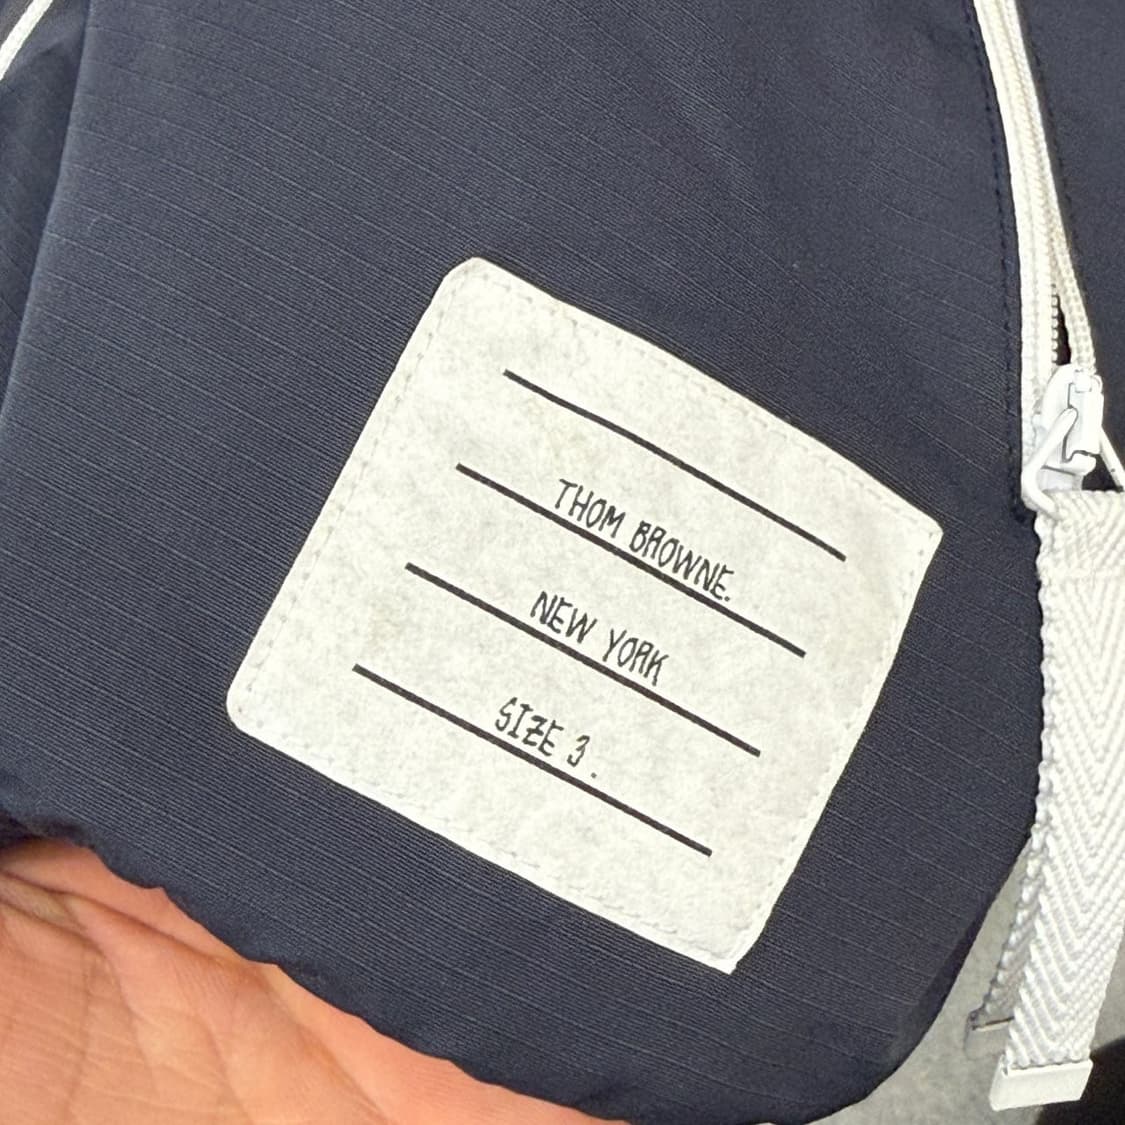 THOM BROWNE.
NEW YORK
SIZE 3.